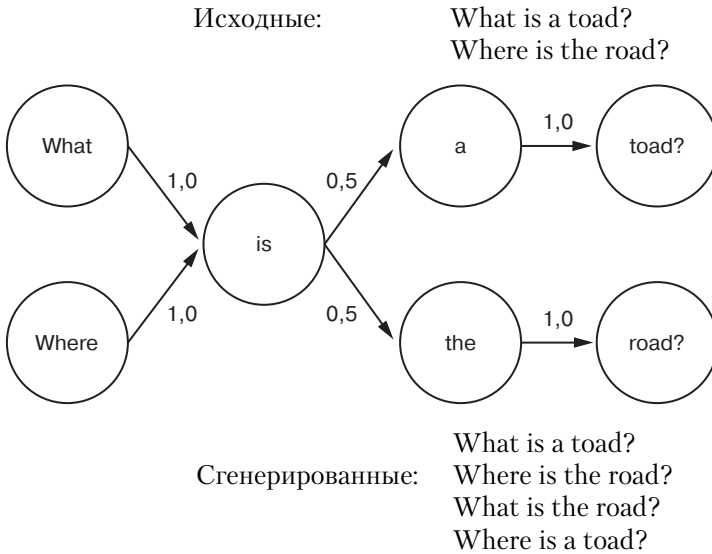 Исходные: What is a toad?
Where is the road?
What
a
1,0
toad?
1,0
0,5
is
1,0
0,5
Where
the
1,0
road?
What is a toad?
Сгенерированные: Where is the road?
What is the road?
Where is a toad?